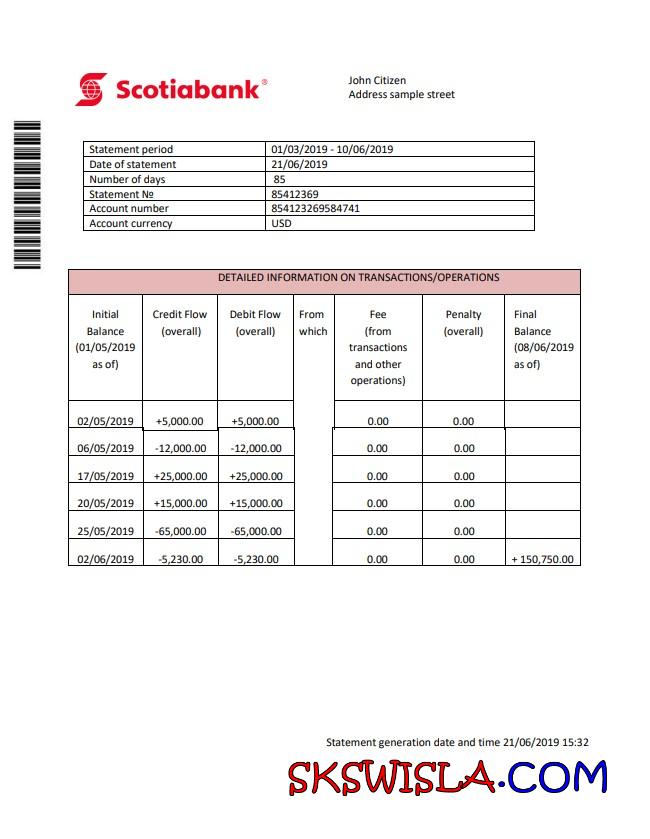 Scotiabank®
John Citizen
Address sample street
Statement period 01/03/2019 - 10/06/2019
Date of statement 21/06/2019
Number of days 85
Statement № 85412369
Account number 854123269584741
Account currency USD
DETAILED INFORMATION ON TRANSACTIONS/OPERATIONS
Initial Balance (01/05/2019 as of) Credit Flow (overall) Debit Flow (overall) From which Fee (from transactions and other operations) Penalty (overall) Final Balance (08/06/2019 as of)
02/05/2019 +5,000.00 +5,000.00 0.00 0.00
06/05/2019 -12,000.00 -12,000.00 0.00 0.00
17/05/2019 +25,000.00 +25,000.00 0.00 0.00
20/05/2019 +15,000.00 +15,000.00 0.00 0.00
25/05/2019 -65,000.00 -65,000.00 0.00 0.00
02/06/2019 -5,230.00 -5,230.00 0.00 0.00 + 150,750.00
Statement generation date and time 21/06/2019 15:32
SKSWISLA.COM